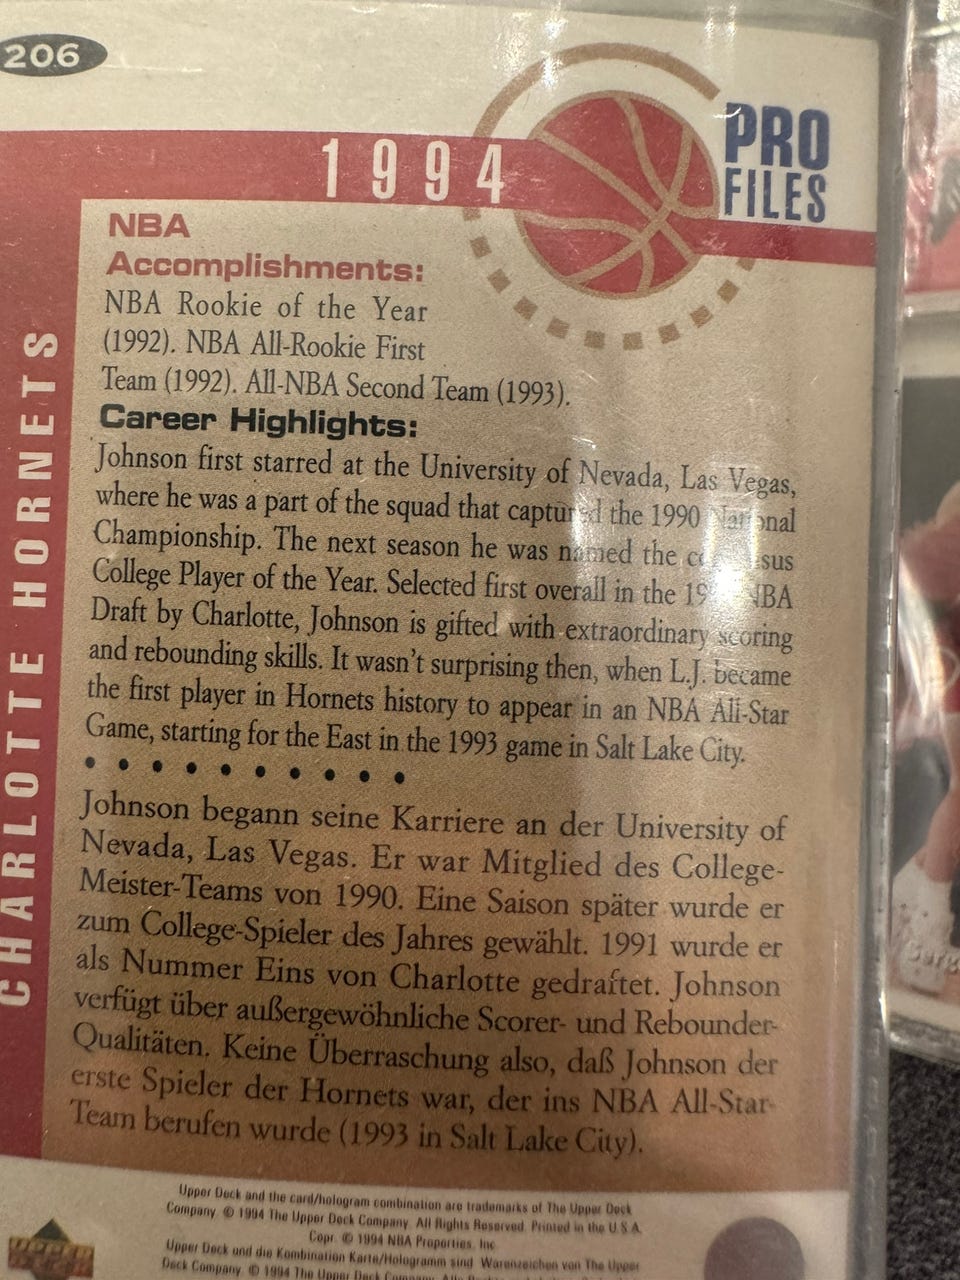 206
PRO
FILES
1994
CHARLOTTE HORNETS
NBA
Accomplishments:
NBA Rookie of the Year
(1992). NBA All-Rookie First
Team (1992). All-NBA Second Team (1993).
Career Highlights:
Johnson first starred at the University of Nevada, Las Vegas,
where he was a part of the squad that captured the 1990 National
Championship. The next season he was named the consensus
College Player of the Year. Selected first overall in the NBA
Draft by Charlotte, Johnson is gifted with extraordinary scoring
and rebounding skills. It wasn't surprising then, when L.J. became
the first player in Hornets history to appear in an NBA All-Star
Game, starting for the East in the 1993 game in Salt Lake City.
Johnson begann seine Karriere an der University of
Nevada, Las Vegas. Er war Mitglied des College-
Meister-Teams von 1990. Eine Saison später wurde er
zum College-Spieler des Jahres gewählt. 1991 wurde er
als Nummer Eins von Charlotte gedraftet. Johnson
verfügt über außergewöhnliche Scorer- und Rebounder-
Qualitäten. Keine Überraschung also, daß Johnson der
erste Spieler der Hornets war, der ins NBA All-Star-
Team berufen wurde (1993 in Salt Lake City).
Upper Deck and the card/hologram combination are trademarks of The Upper Deck
Company. © 1994 The Upper Deck Company. All Rights Reserved. Printed in the U.S.A.
Copr. © 1994 NBA Properties, Inc.
Upper Deck und die Kombination Karte/Hologramm sind Warenzeichen von The Upper
Deck Company. © 1994 The Upper Deck Company.
UPPER DECK